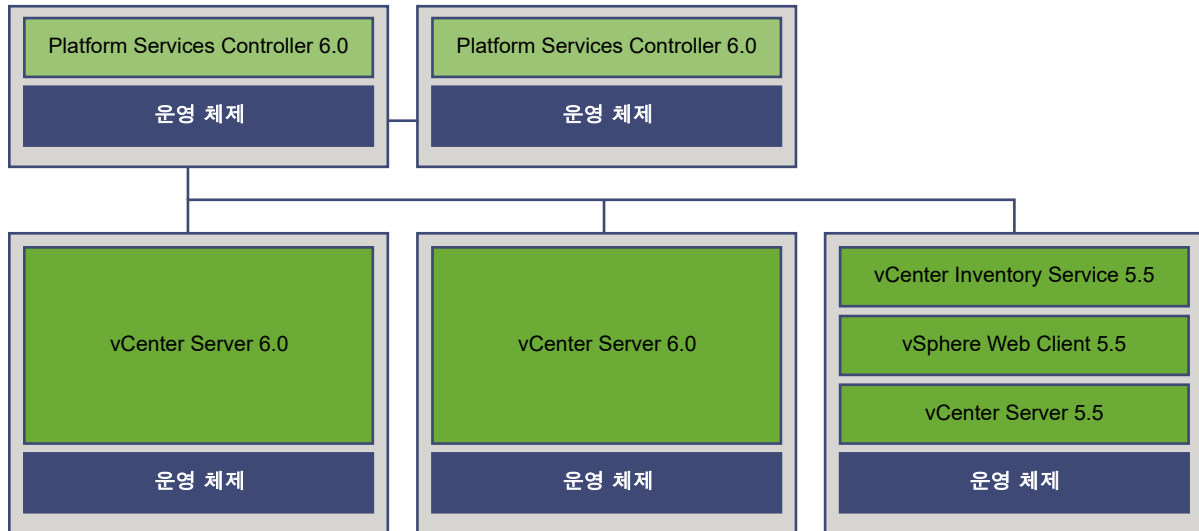 Platform Services Controller 6.0
운영 체제
Platform Services Controller 6.0
운영 체제
vCenter Server 6.0
운영 체제
vCenter Server 6.0
운영 체제
vCenter Inventory Service 5.5
vSphere Web Client 5.5
vCenter Server 5.5
운영 체제